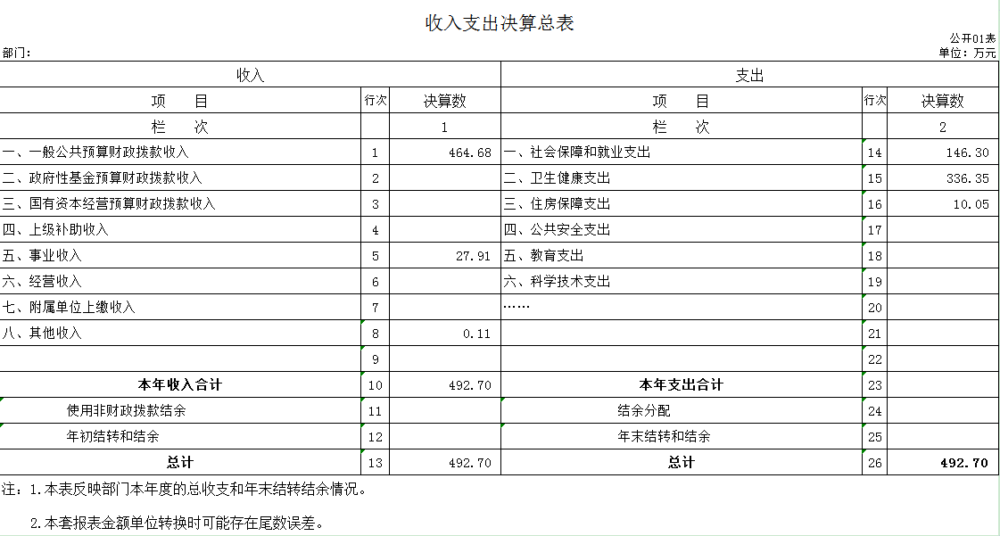 收入支出决算总表
公开01表
部门：
单位：万元
收入 支出
项 目 行次 决算数 项 目 行次 决算数
栏 次 1 栏 次 2
一、一般公共预算财政拨款收入 1 464.68 一、社会保障和就业支出 14 146.30
二、政府性基金预算财政拨款收入 2 二、卫生健康支出 15 336.35
三、国有资本经营预算财政拨款收入 3 三、住房保障支出 16 10.05
四、上级补助收入 4 四、公共安全支出 17
五、事业收入 5 27.91 五、教育支出 18
六、经营收入 6 六、科学技术支出 19
七、附属单位上缴收入 7 …… 20
八、其他收入 8 0.11 21
9 22
本年收入合计 10 492.70 本年支出合计 23
使用非财政拨款结余 11 结余分配 24
年初结转和结余 12 年末结转和结余 25
总计 13 492.70 总计 26 492.70
注：1.本表反映部门本年度的总收支和年末结转结余情况。
2.本套报表金额单位转换时可能存在尾数误差。